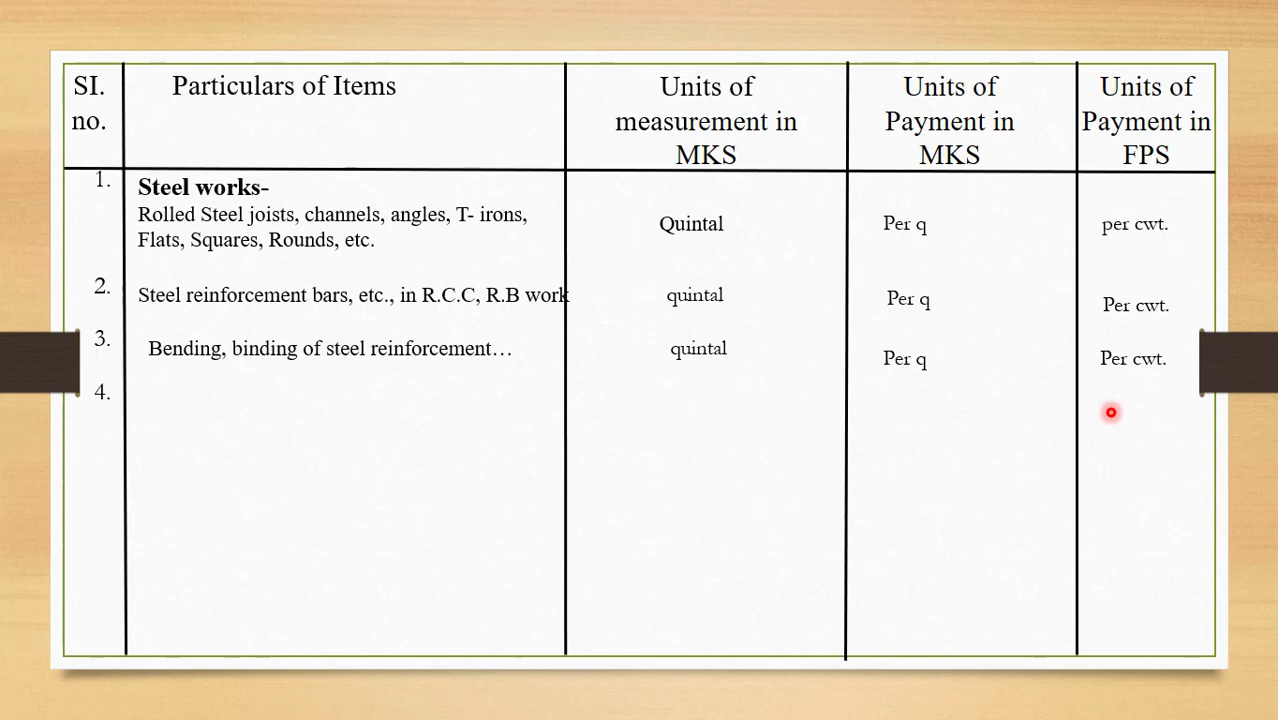 SI. no.
Particulars of Items
Units of measurement in MKS
Units of Payment in MKS
Units of Payment in FPS
1.
Steel works-
Rolled Steel joists, channels, angles, T- irons,
Flats, Squares, Rounds, etc.
Quintal
Per q
per cwt.
2.
Steel reinforcement bars, etc., in R.C.C, R.B work
quintal
Per q
Per cwt.
3.
Bending, binding of steel reinforcement…
quintal
Per q
Per cwt.
4.